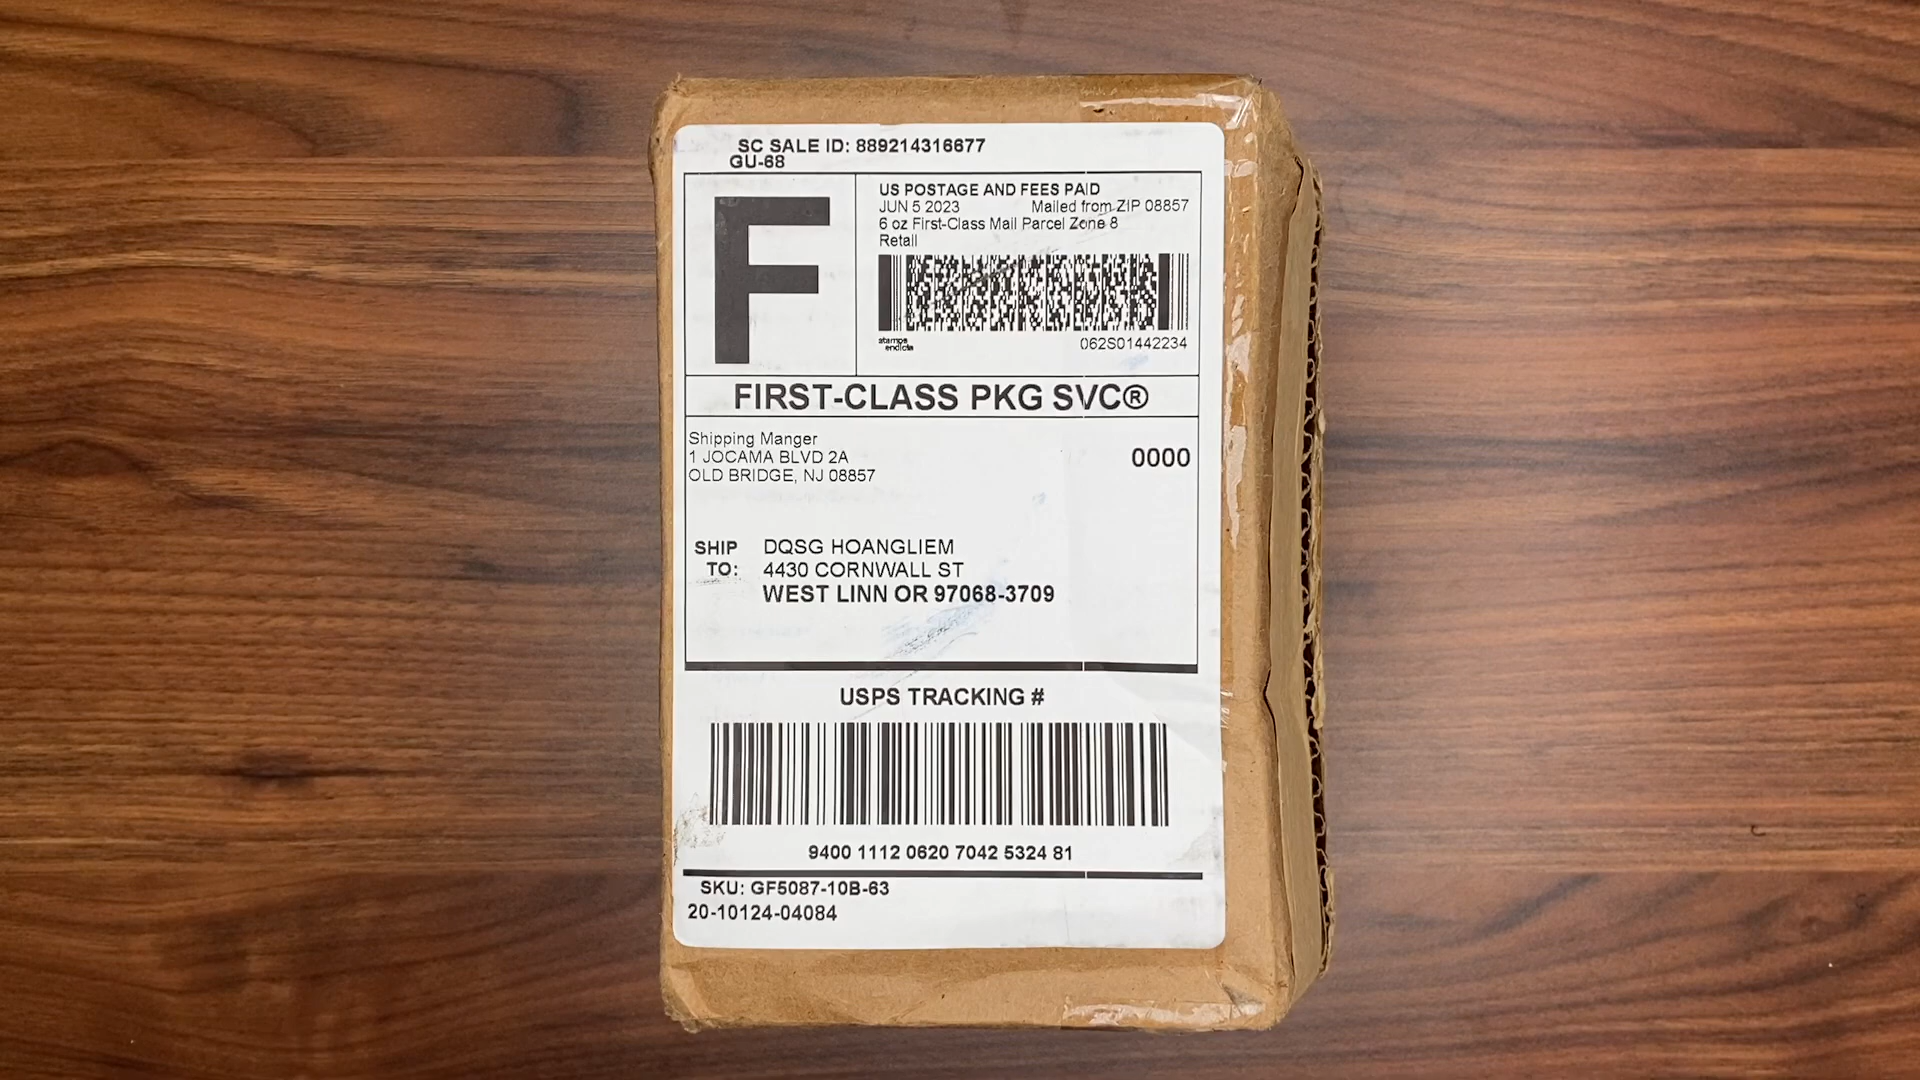 SC SALE ID: 889214316677
GU-68
F
US POSTAGE AND FEES PAID
JUN 5 2023 Mailed from ZIP 08857
6 oz First-Class Mail Parcel Zone 8
Retail
stamps
endicia
062S01442234
FIRST-CLASS PKG SVC®
Shipping Manger
1 JOCAMA BLVD 2A
OLD BRIDGE, NJ 08857
0000
SHIP TO: DQSG HOANGLIEM
4430 CORNWALL ST
WEST LINN OR 97068-3709
USPS TRACKING #
9400 1112 0620 7042 5324 81
SKU: GF5087-10B-63
20-10124-04084